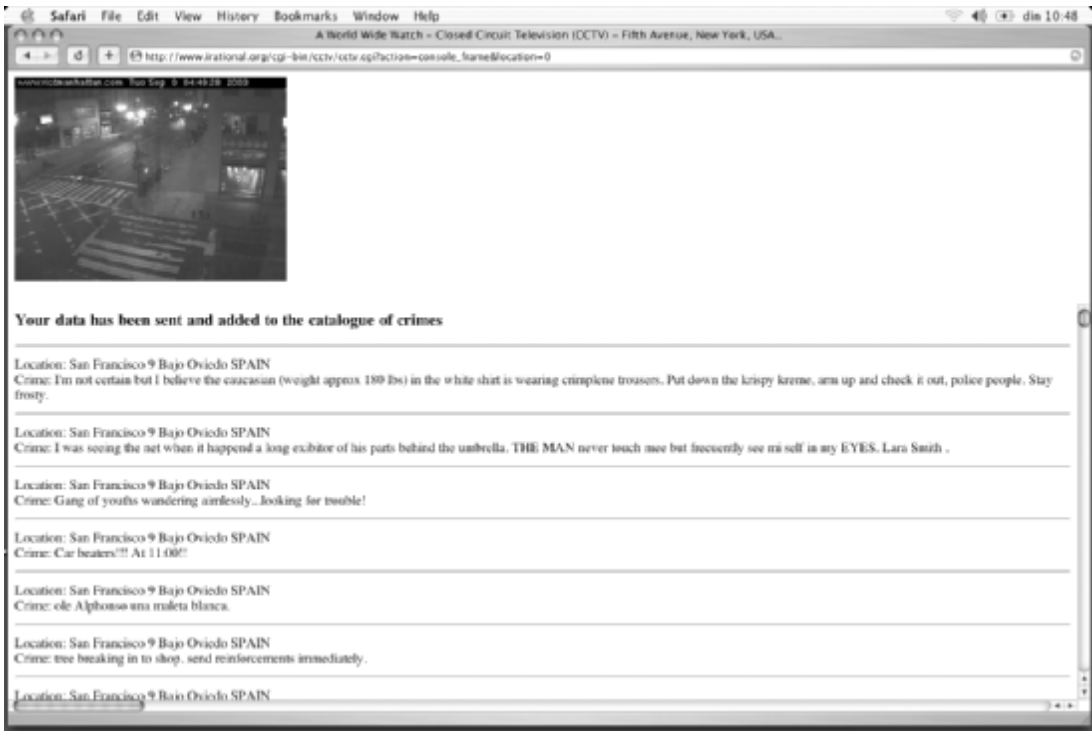 Safari File Edit View History Bookmarks Window Help din 10:48
A World Wide Watch – Closed Circuit Television (CCTV) – Fifth Avenue, New York, USA..
http://www.irational.org/cgi-bin/cctv/cctv.cgi?action=console_frame&location=0
Tue Sep 9 04:49:28 2003
Your data has been sent and added to the catalogue of crimes
Location: San Francisco 9 Bajo Oviedo SPAIN
Crime: I'm not certain but I believe the caucasian (weight approx 180 lbs) in the white shirt is wearing crimplene trousers. Put down the krispy kreme, arm up and check it out, police people. Stay
frosty.
Location: San Francisco 9 Bajo Oviedo SPAIN
Crime: I was seeing the net when it happend a long exibitor of his parts behind the umbrella. THE MAN never touch mee but frecuently see mi self in my EYES. Lara Smith .
Location: San Francisco 9 Bajo Oviedo SPAIN
Crime: Gang of youths wandering aimlessly...looking for trouble!
Location: San Francisco 9 Bajo Oviedo SPAIN
Crime: Car beaters!!! At 11:00!!
Location: San Francisco 9 Bajo Oviedo SPAIN
Crime: ole Alphonso una maleta blanca.
Location: San Francisco 9 Bajo Oviedo SPAIN
Crime: tree breaking in to shop. send reinforcements immediately.
Location: San Francisco 9 Bajo Oviedo SPAIN